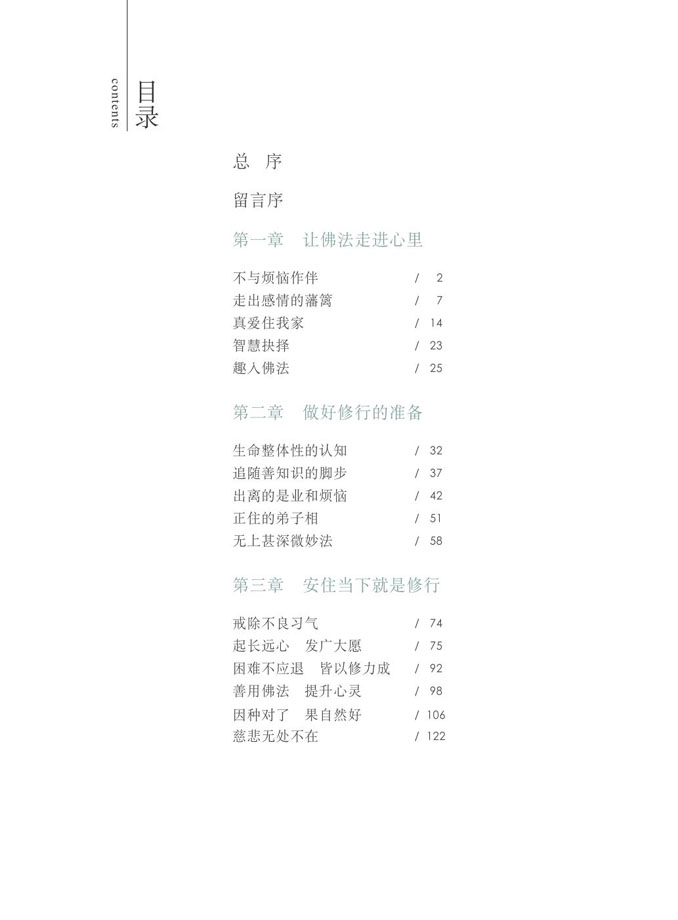 目录
contents
总 序
留言序
第一章 让佛法走进心里
不与烦恼作伴 / 2
走出感情的藩篱 / 7
真爱住我家 / 14
智慧抉择 / 23
趣入佛法 / 25
第二章 做好修行的准备
生命整体性的认知 / 32
追随善知识的脚步 / 37
出离的是业和烦恼 / 42
正住的弟子相 / 51
无上甚深微妙法 / 58
第三章 安住当下就是修行
戒除不良习气 / 74
起长远心 发广大愿 / 75
困难不应退 皆以修力成 / 92
善用佛法 提升心灵 / 98
因种对了 果自然好 / 106
慈悲无处不在 / 122